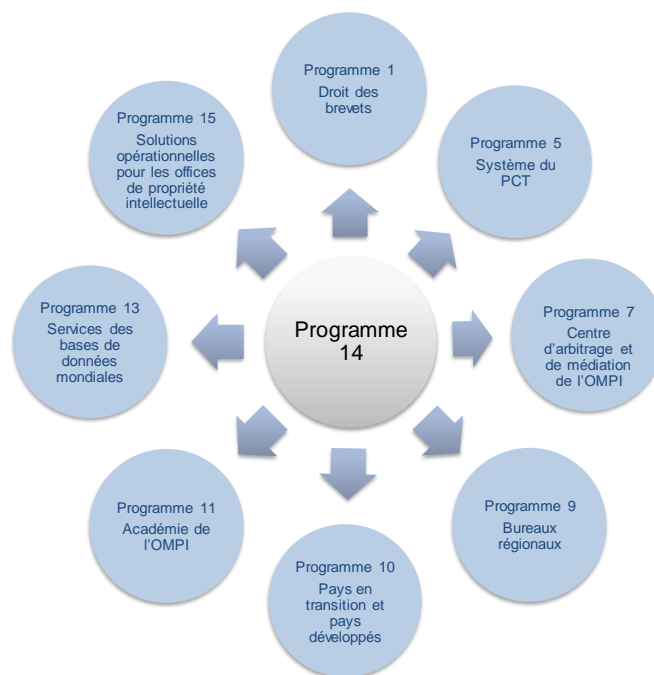 Programme 1
Droit des
brevets
Programme 5
Système du
PCT
Programme 7
Centre
d'arbitrage et
de médiation
de l'OMPI
Programme 9
Bureaux
régionaux
Programme 10
Pays en
transition et
pays
développés
Programme 11
Académie de
l'OMPI
Programme 13
Services des
bases de
données
mondiales
Programme 15
Solutions
opérationnelles
pour les offices
de propriété
intellectuelle
Programme
14